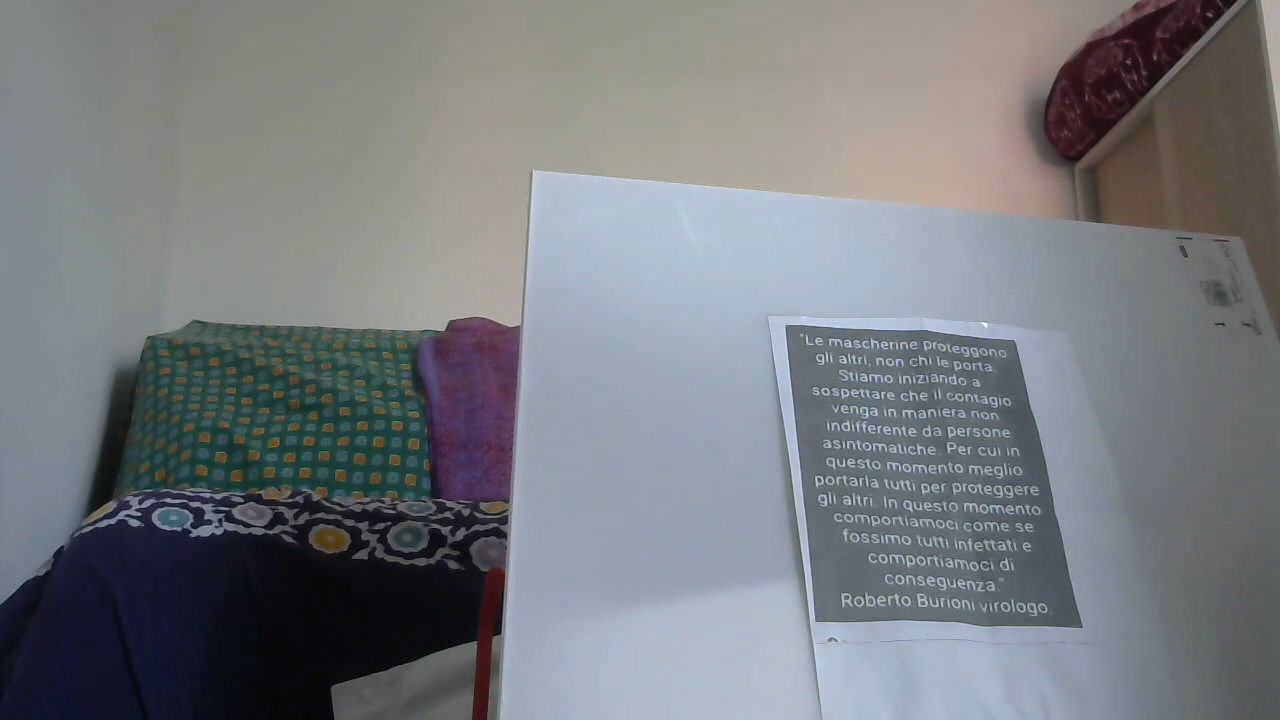 "Le mascherine proteggono
gli altri, non chi le porta.
Stiamo iniziando a
sospettare che il contagio
venga in maniera non
indifferente da persone
asintomatiche. Per cui in
questo momento meglio
portarla tutti per proteggere
gli altri. In questo momento
comportiamoci come se
fossimo tutti infettati e
comportiamoci di
conseguenza."
Roberto Burioni virologo.